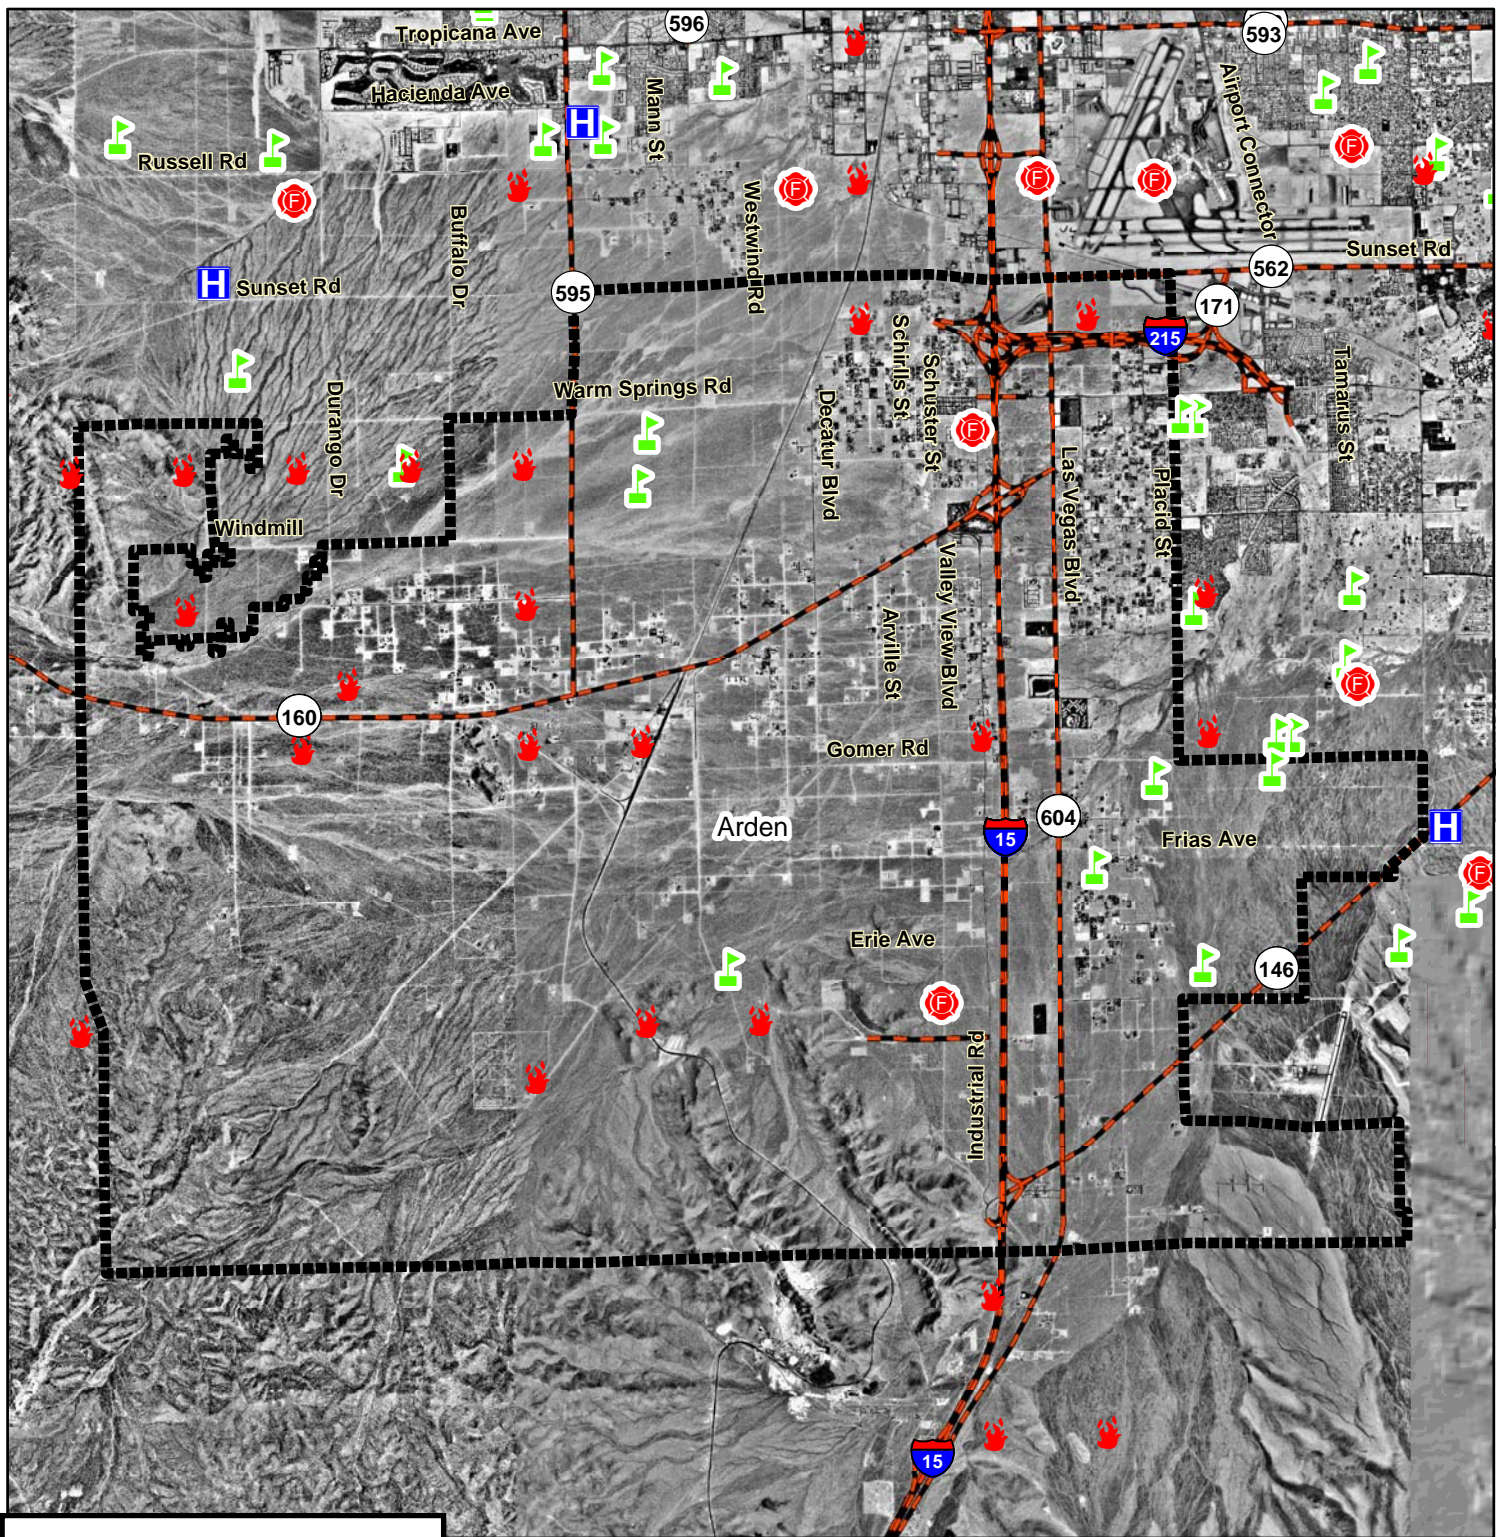 596
593
Tropicana Ave
Hacienda Ave
Mann St
Airport Connector
H
Russell Rd
F
F
F
F
F
Westwind Rd
Buffalo Dr
Sunset Rd
562
H
Sunset Rd
595
171
215
Schirlls St
Schuster St
Tamarus St
Warm Springs Rd
Durango Dr
Decatur Blvd
F
Las Vegas Blvd
Placid St
Windmill
Valley View Blvd
Arville St
F
160
Gomer Rd
Arden
15
604
Frias Ave
H
F
Erie Ave
146
F
Industrial Rd
15